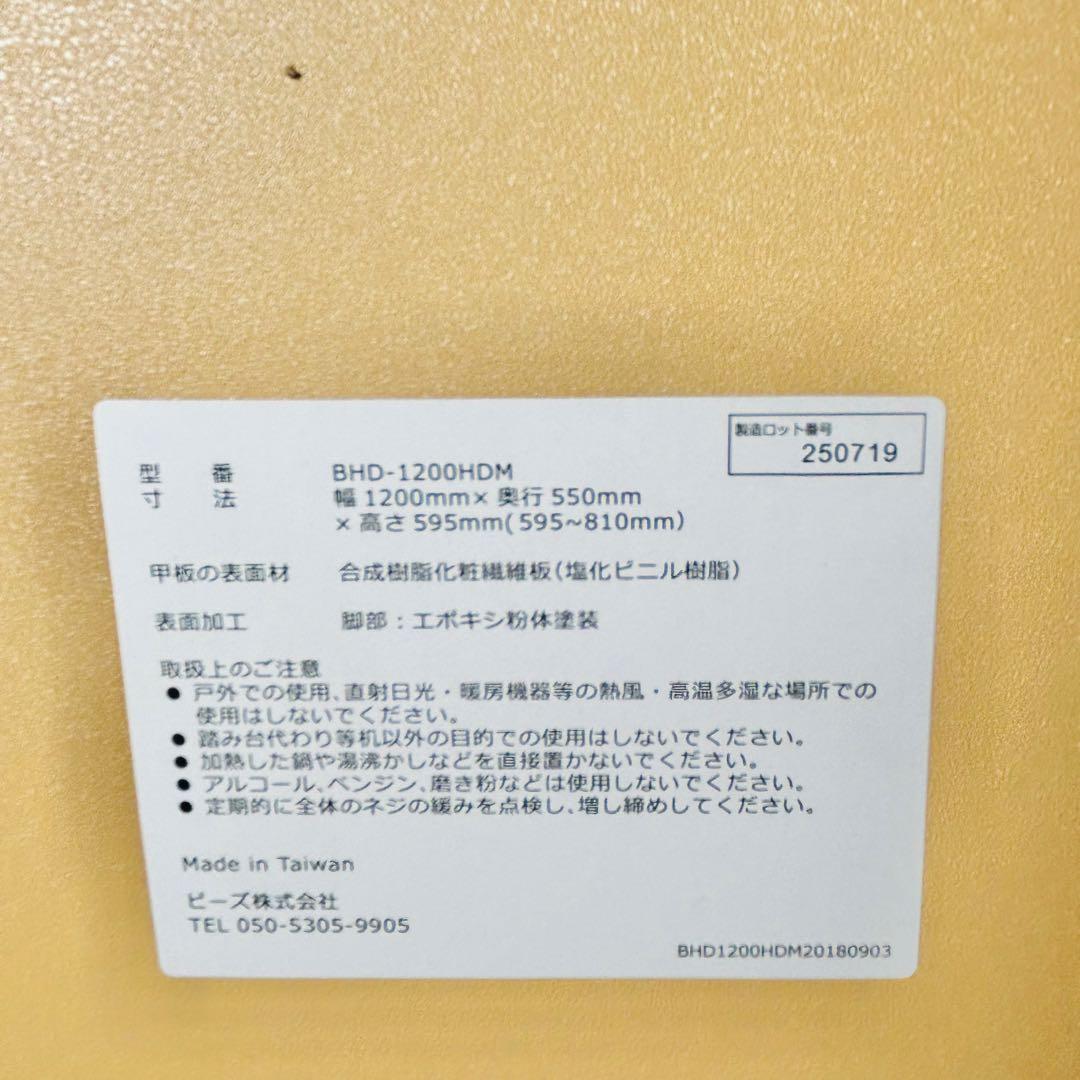 製造ロット番号
250719
型 番 BHD-1200HDM
寸 法 幅 1200mm× 奥行 550mm
× 高さ 595mm( 595~810mm)
甲板の表面材 合成樹脂化粧繊維板(塩化ビニル樹脂)
表面加工 脚部 : エポキシ粉体塗装
取扱上のご注意
● 戸外での使用、直射日光・暖房機器等の熱風・高温多湿な場所での
使用はしないでください。
● 踏み台代わり等机以外の目的での使用はしないでください。
● 加熱した鍋や湯沸かしなどを直接置かないでください。
● アルコール、ベンジン、磨き粉などは使用しないでください。
● 定期的に全体のネジの緩みを点検し、増し締めしてください。
Made in Taiwan
ビーズ株式会社
TEL 050-5305-9905
BHD1200HDM20180903